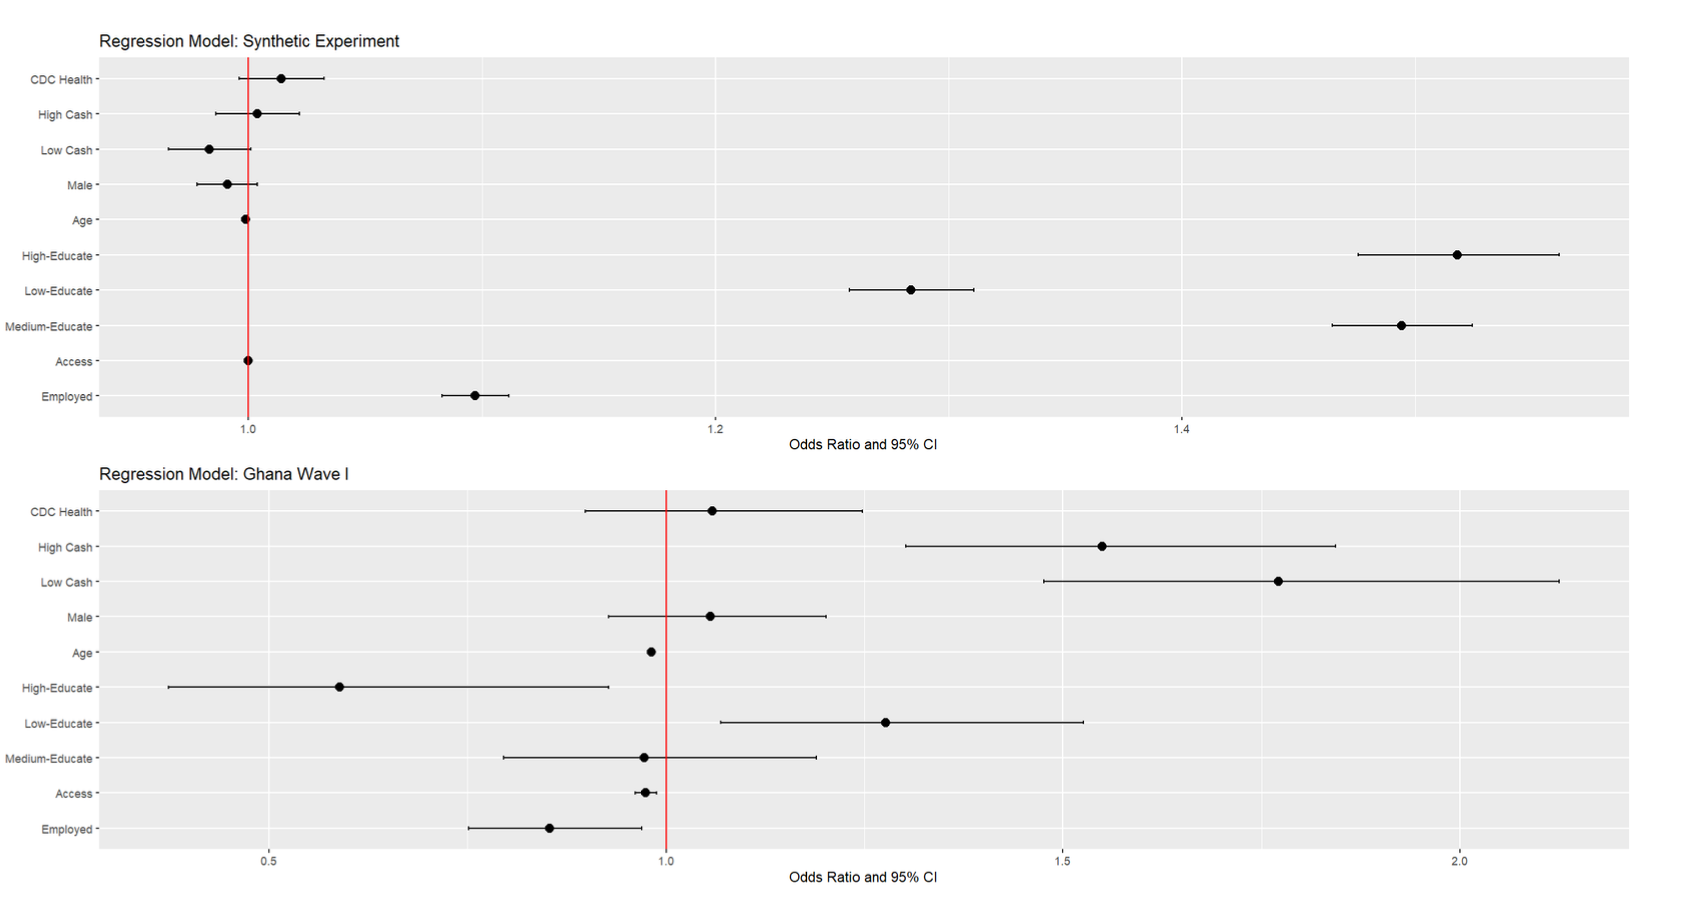 Regression Model: Synthetic Experiment
CDC Health
High Cash
Low Cash
Male
Age
High-Educate
Low-Educate
Medium-Educate
Access
Employed
1.0 1.2 1.4
Odds Ratio and 95% CI
Regression Model: Ghana Wave I
CDC Health
High Cash
Low Cash
Male
Age
High-Educate
Low-Educate
Medium-Educate
Access
Employed
0.5 1.0 1.5 2.0
Odds Ratio and 95% CI